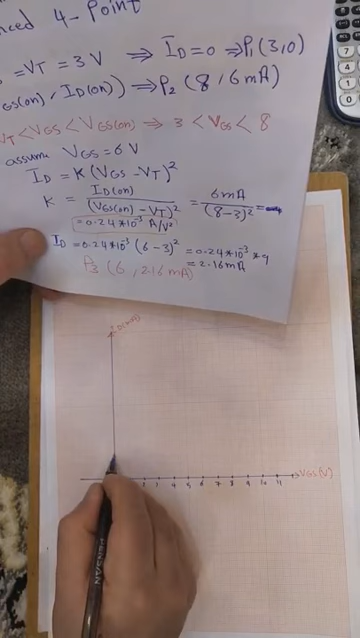 nced 4-Point
= VT = 3 V ⇒ ID = 0 ⇒ P1 (3,0)
GS(on), ID(on)) ⇒ P2 (8, 6mA)
VT < VGS < VGS(on) ⇒ 3 < VGS < 8
assume VGS = 6 V
ID = K (VGS - VT)²
K = ID(on) / (VGS(on) - VT)² = 6mA / (8-3)² =
= 0.24*10⁻³ A/V²
ID = 0.24*10⁻³ (6-3)² = 0.24*10⁻³ * 9
= 2.16 mA
P3 (6, 2.16 mA)
ID(mA)
2 3 4 5 6 7 8 9 10 11
VGS(V)
PENSAN